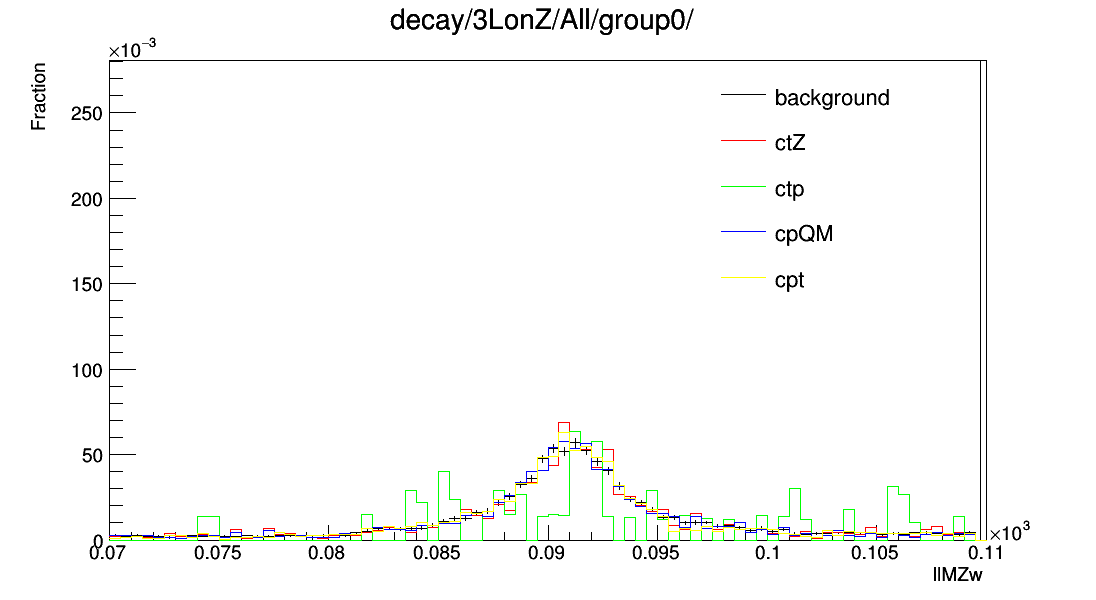 decay/3LonZ/All/group0/
×10⁻³
Fraction
250
200
150
100
50
0
background
ctZ
ctp
cpQM
cpt
0.07 0.075 0.08 0.085 0.09 0.095 0.1 0.105 0.11 ×10³
llMZw